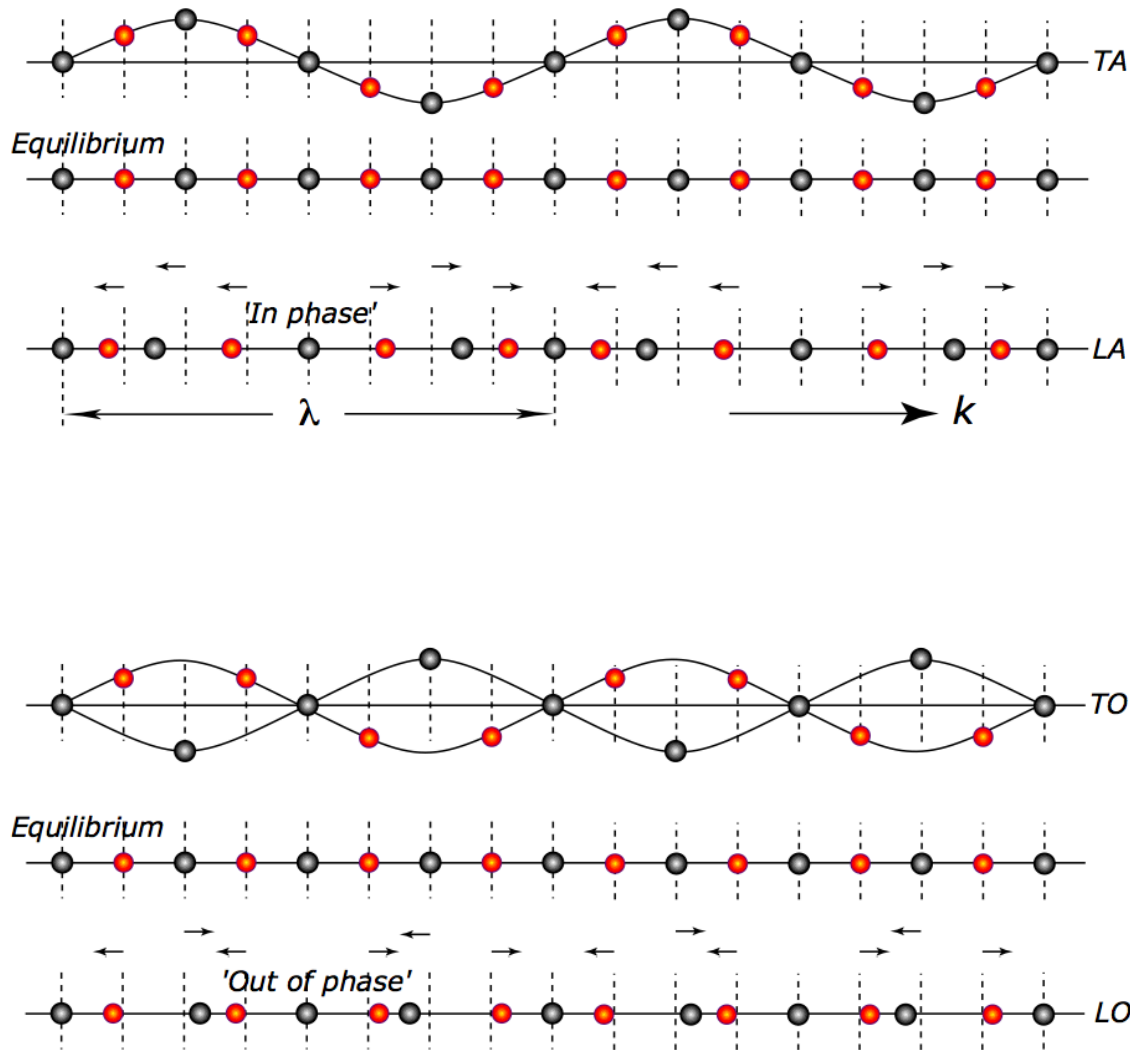 TA
Equilibrium
'In phase'
LA
λ
k
TO
Equilibrium
'Out of phase'
LO